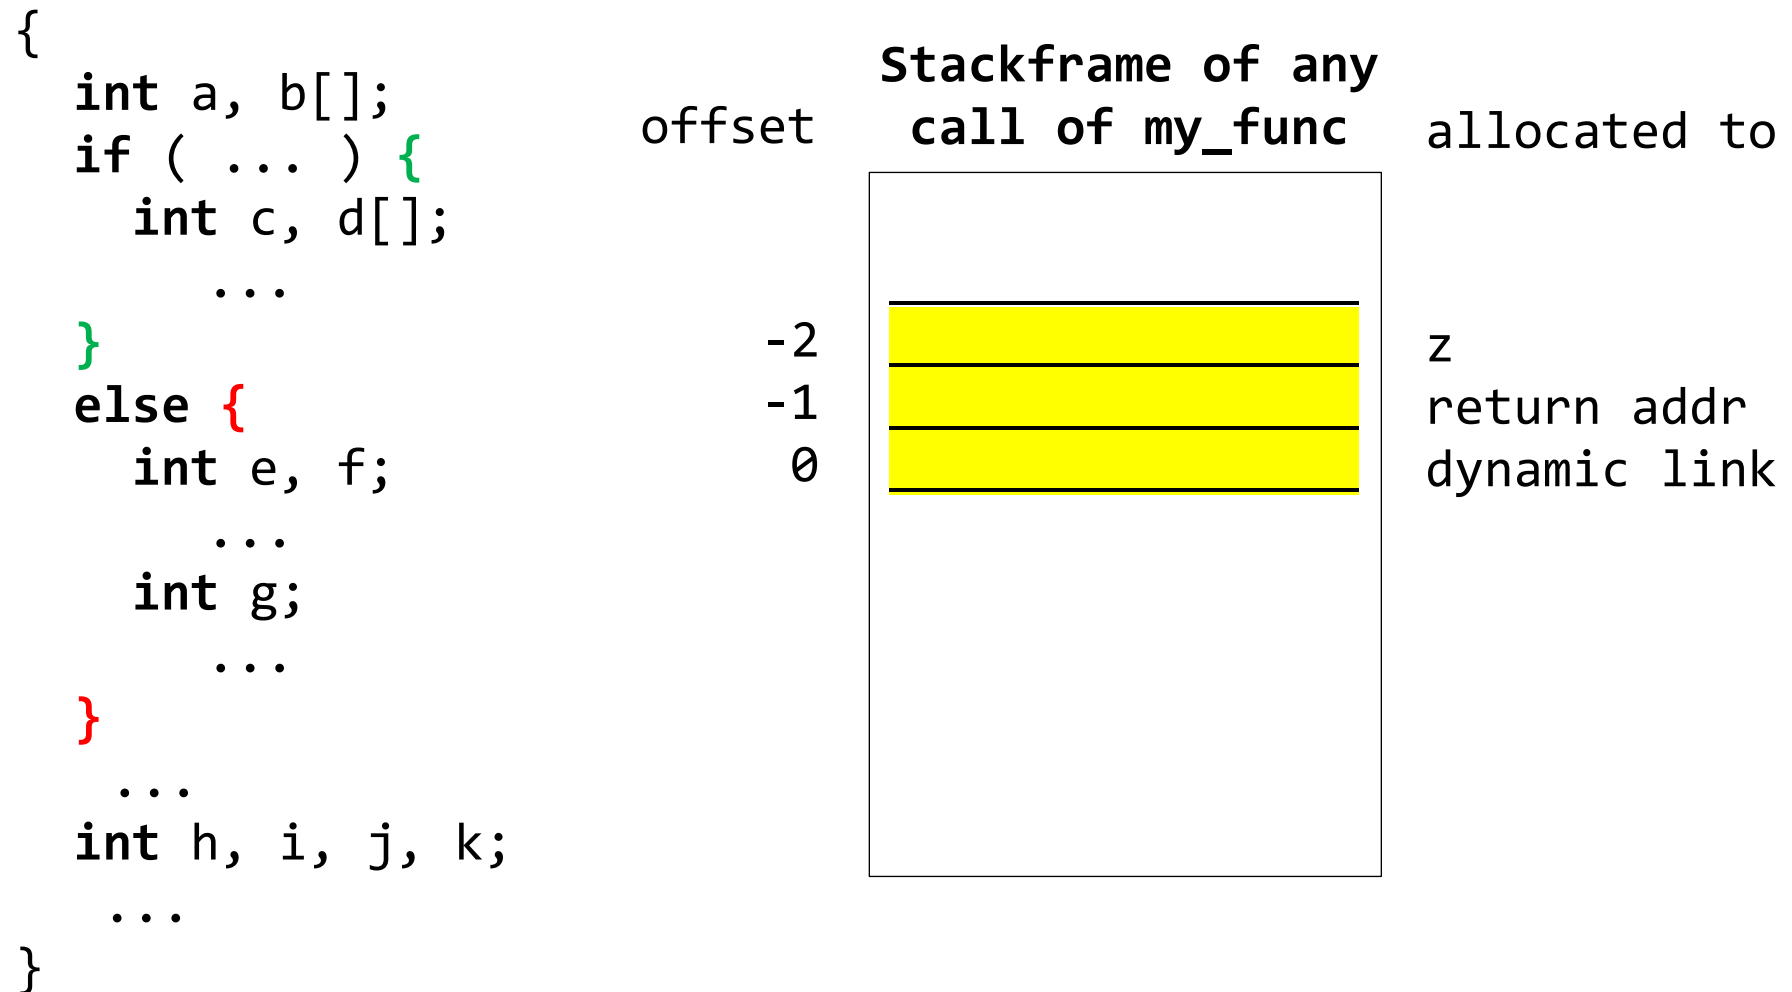 {
int a, b[];
if ( ... ) {
int c, d[];
...
}
else {
int e, f;
...
int g;
...
}
...
int h, i, j, k;
...
}
offset
Stackframe of any
call of my_func
allocated to
-2
z
-1
return addr
0
dynamic link